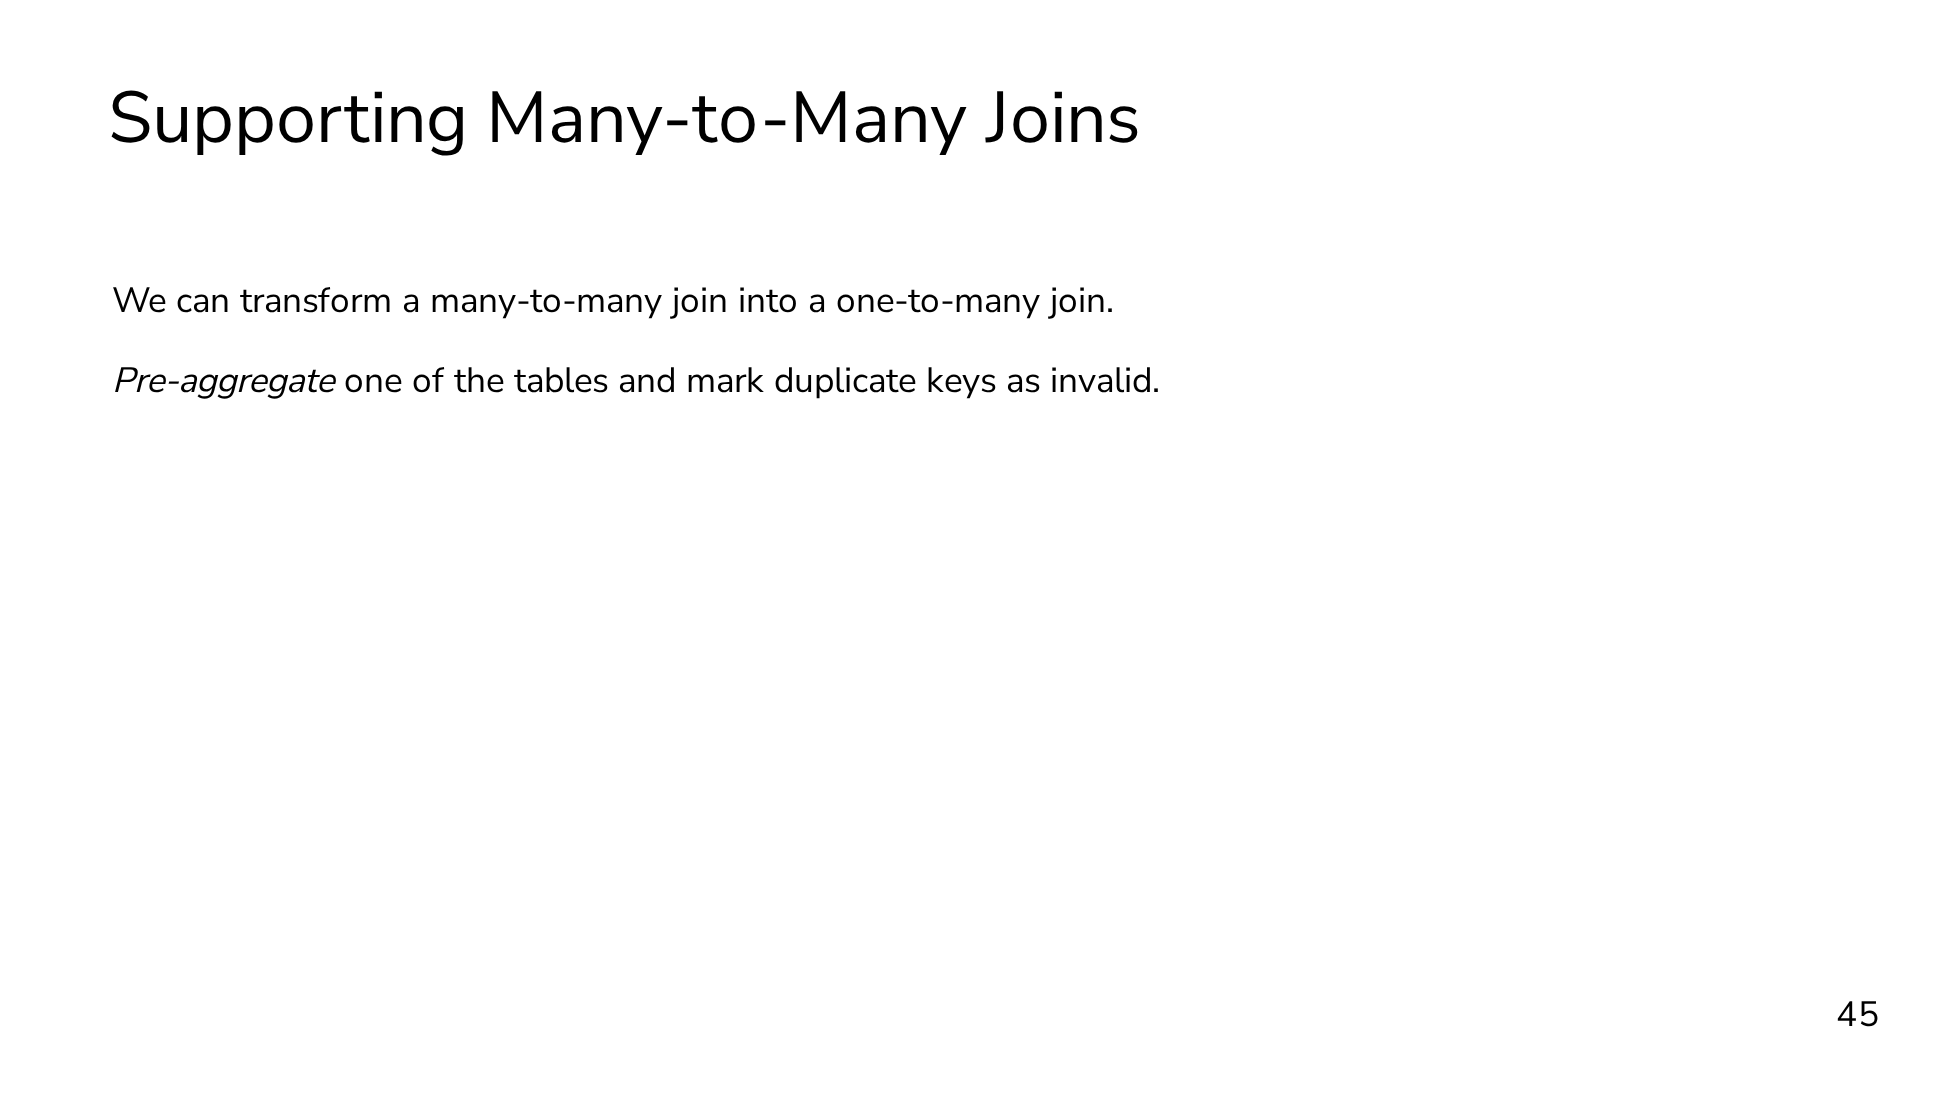 Supporting Many-to-Many Joins
We can transform a many-to-many join into a one-to-many join.
Pre-aggregate one of the tables and mark duplicate keys as invalid.
45